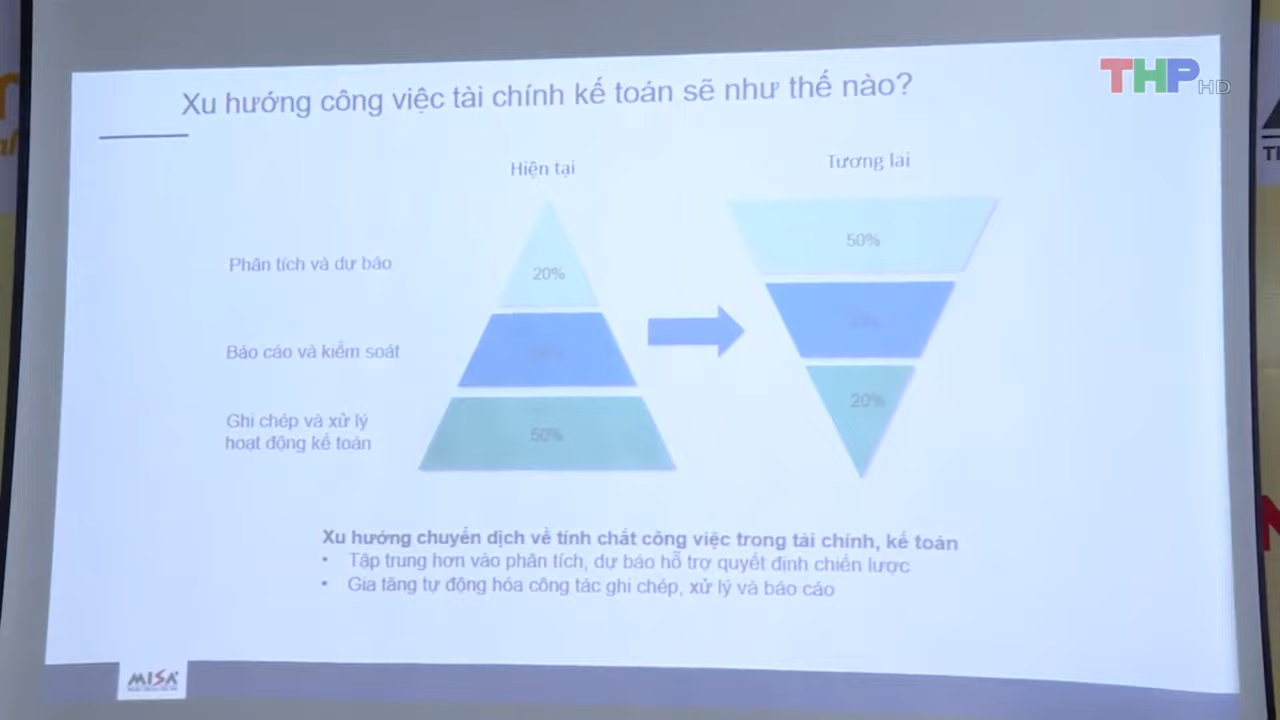 THP HD
Xu hướng công việc tài chính kế toán sẽ như thế nào?
Hiện tại
Tương lai
Phân tích và dự báo
20%
50%
Báo cáo và kiểm soát
Ghi chép và xử lý
hoạt động kế toán
50%
20%
Xu hướng chuyển dịch về tính chất công việc trong tài chính, kế toán
• Tập trung hơn vào phân tích, dự báo hỗ trợ quyết định chiến lược
• Gia tăng tự động hóa công tác ghi chép, xử lý và báo cáo
MISA